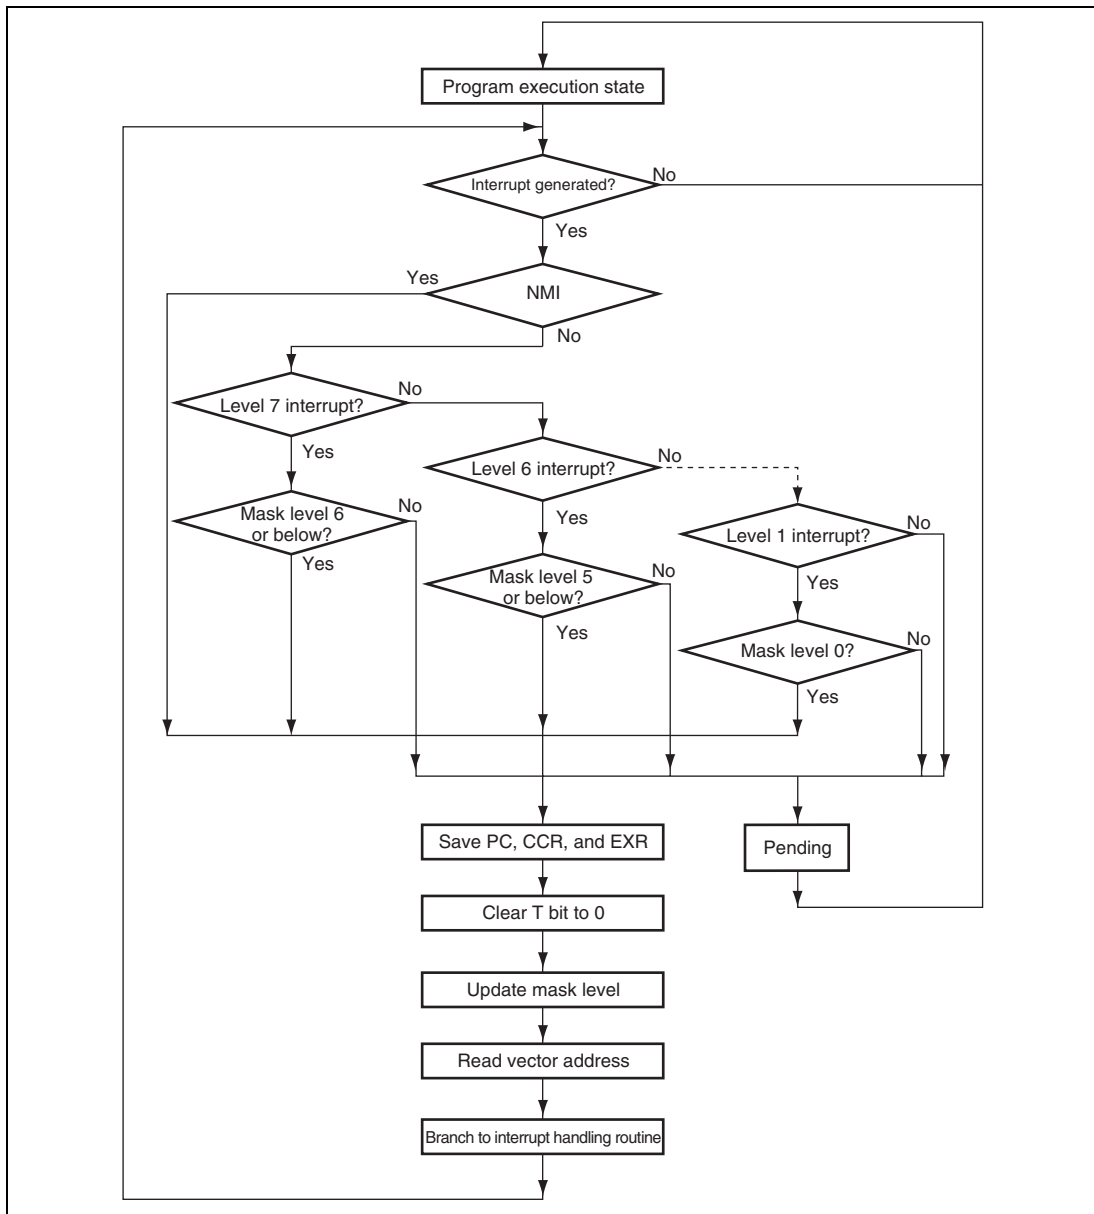 Program execution state
Interrupt generated?
No
Yes
Yes
NMI
No
Level 7 interrupt?
No
Yes
Level 6 interrupt?
No
Yes
Mask level 6
or below?
No
Yes
Level 1 interrupt?
No
Yes
Mask level 5
or below?
No
Yes
Mask level 0?
No
Yes
Save PC, CCR, and EXR
Pending
Clear T bit to 0
Update mask level
Read vector address
Branch to interrupt handling routine